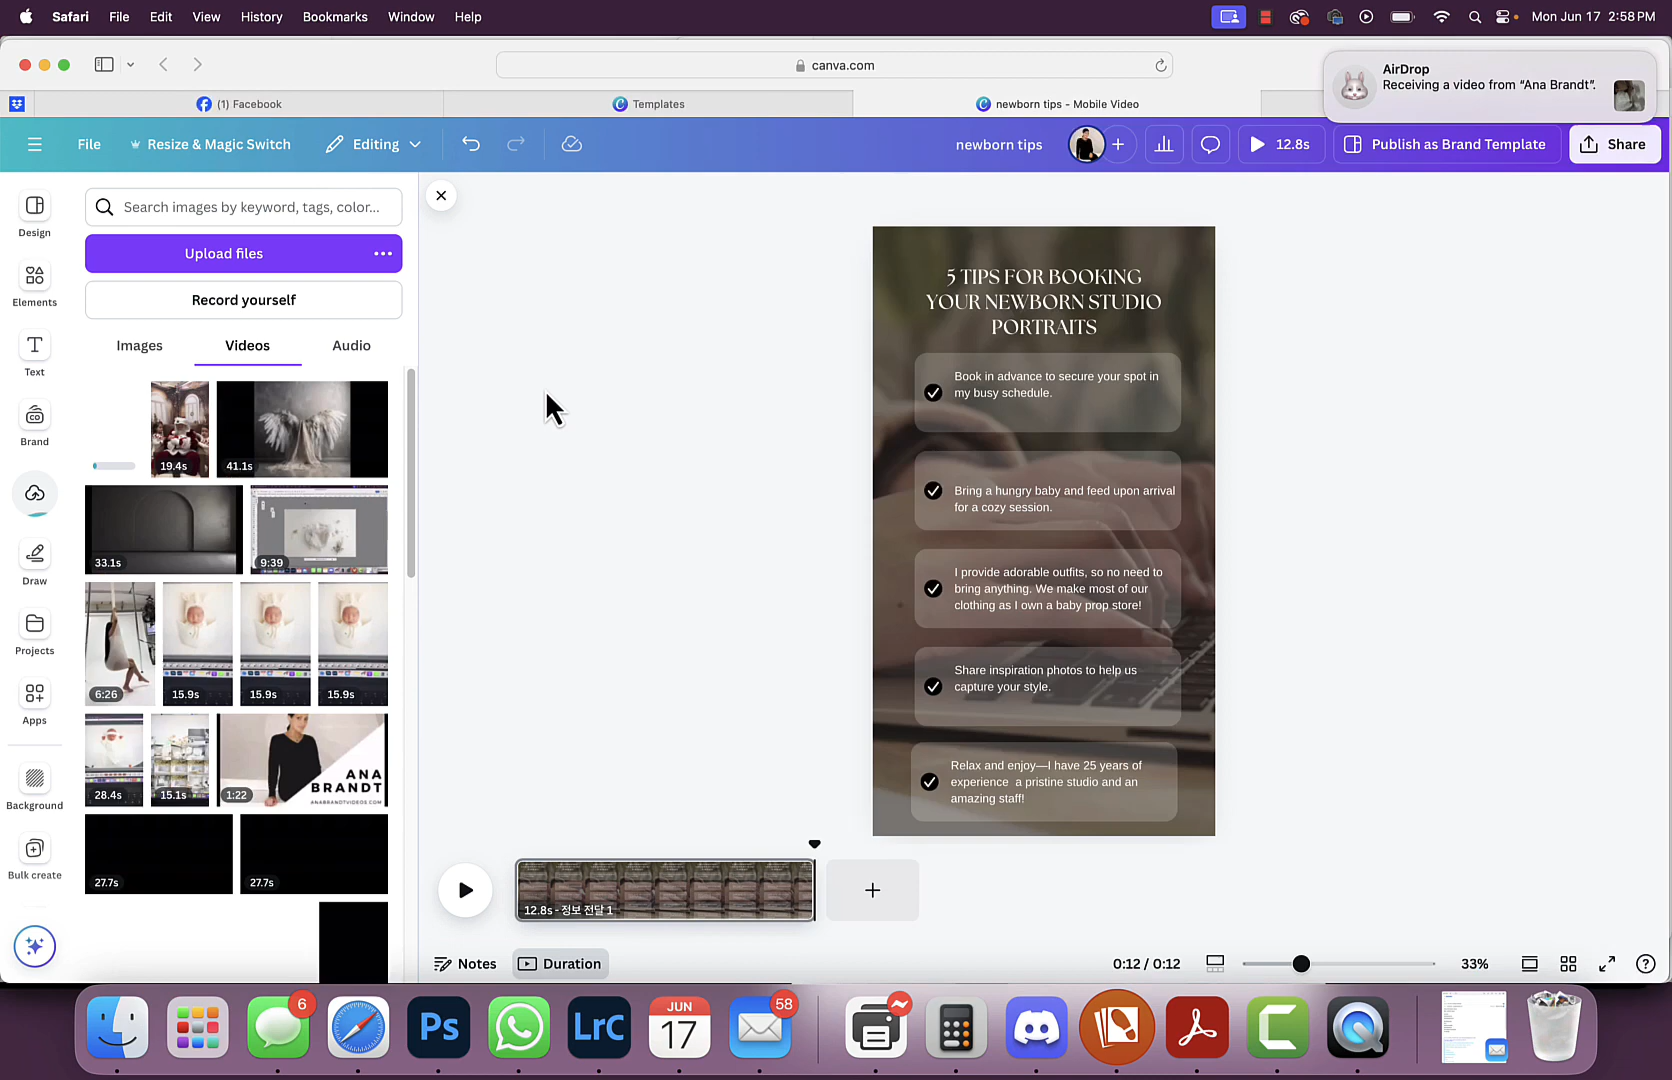 Safari File Edit View History Bookmarks Window Help
Mon Jun 17 2:58 PM
canva.com
AirDrop
Receiving a video from “Ana Brandt”.
(1) Facebook
Templates
newborn tips - Mobile Video
File
Resize & Magic Switch
Editing
newborn tips
12.8s
Publish as Brand Template
Share
Design
Elements
Text
Brand
Draw
Projects
Apps
Background
Bulk create
Search images by keyword, tags, color...
Upload files
Record yourself
Images Videos Audio
19.4s
41.1s
33.1s
9:39
6:26
15.9s
15.9s
15.9s
28.4s
15.1s
1:22
ANA
BRANDT
ANABRANDTVIDEOS.COM
27.7s
27.7s
5 TIPS FOR BOOKING
YOUR NEWBORN STUDIO
PORTRAITS
Book in advance to secure your spot in
my busy schedule.
Bring a hungry baby and feed upon arrival
for a cozy session.
I provide adorable outfits, so no need to
bring anything. We make most of our
clothing as I own a baby prop store!
Share inspiration photos to help us
capture your style.
Relax and enjoy—I have 25 years of
experience a pristine studio and an
amazing staff!
12.8s - 정보 전달 1
Notes
Duration
0:12 / 0:12
33%
6
Ps
LrC
JUN
17
58